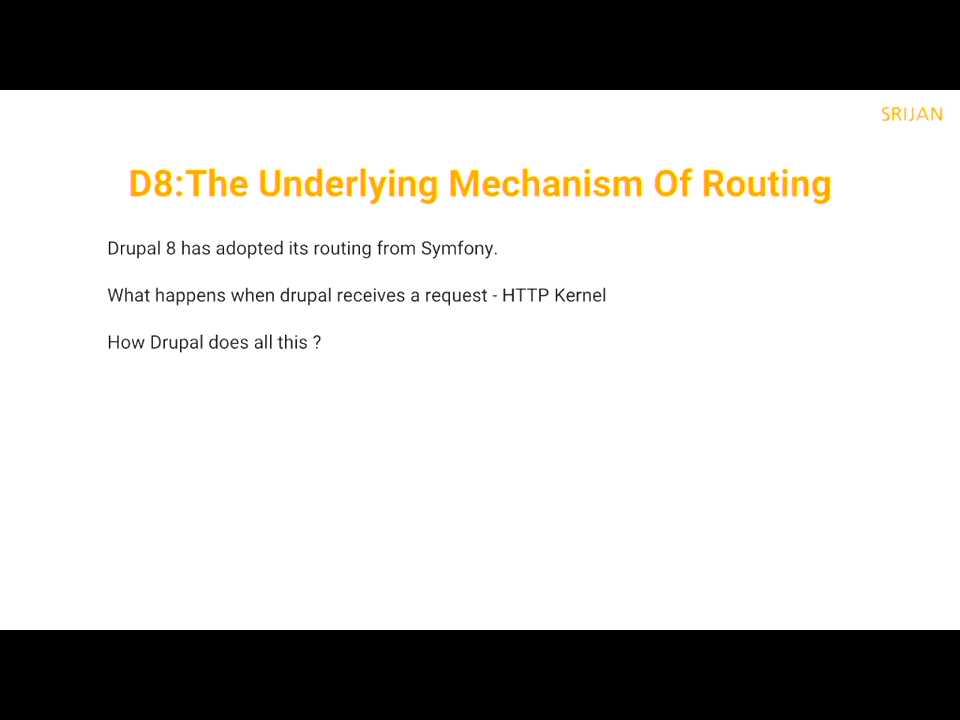 SRIJAN
D8:The Underlying Mechanism Of Routing
Drupal 8 has adopted its routing from Symfony.
What happens when drupal receives a request - HTTP Kernel
How Drupal does all this ?